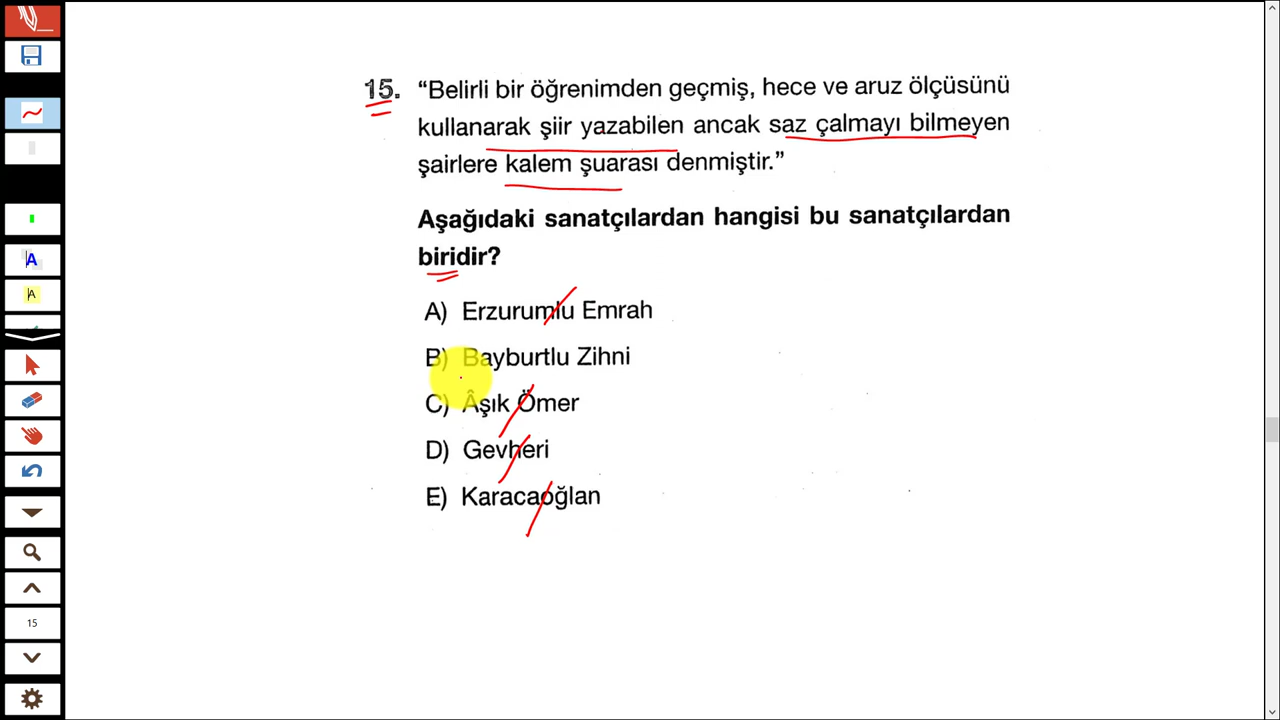 15. “Belirli bir öğrenimden geçmiş, hece ve aruz ölçüsünü
kullanarak şiir yazabilen ancak saz çalmayı bilmeyen
şairlere kalem şuarası denmiştir.”
Aşağıdaki sanatçılardan hangisi bu sanatçılardan
biridir?
A) Erzurumlu Emrah
B) Bayburtlu Zihni
C) Âşık Ömer
D) Gevheri
E) Karacaoğlan
A
A
15